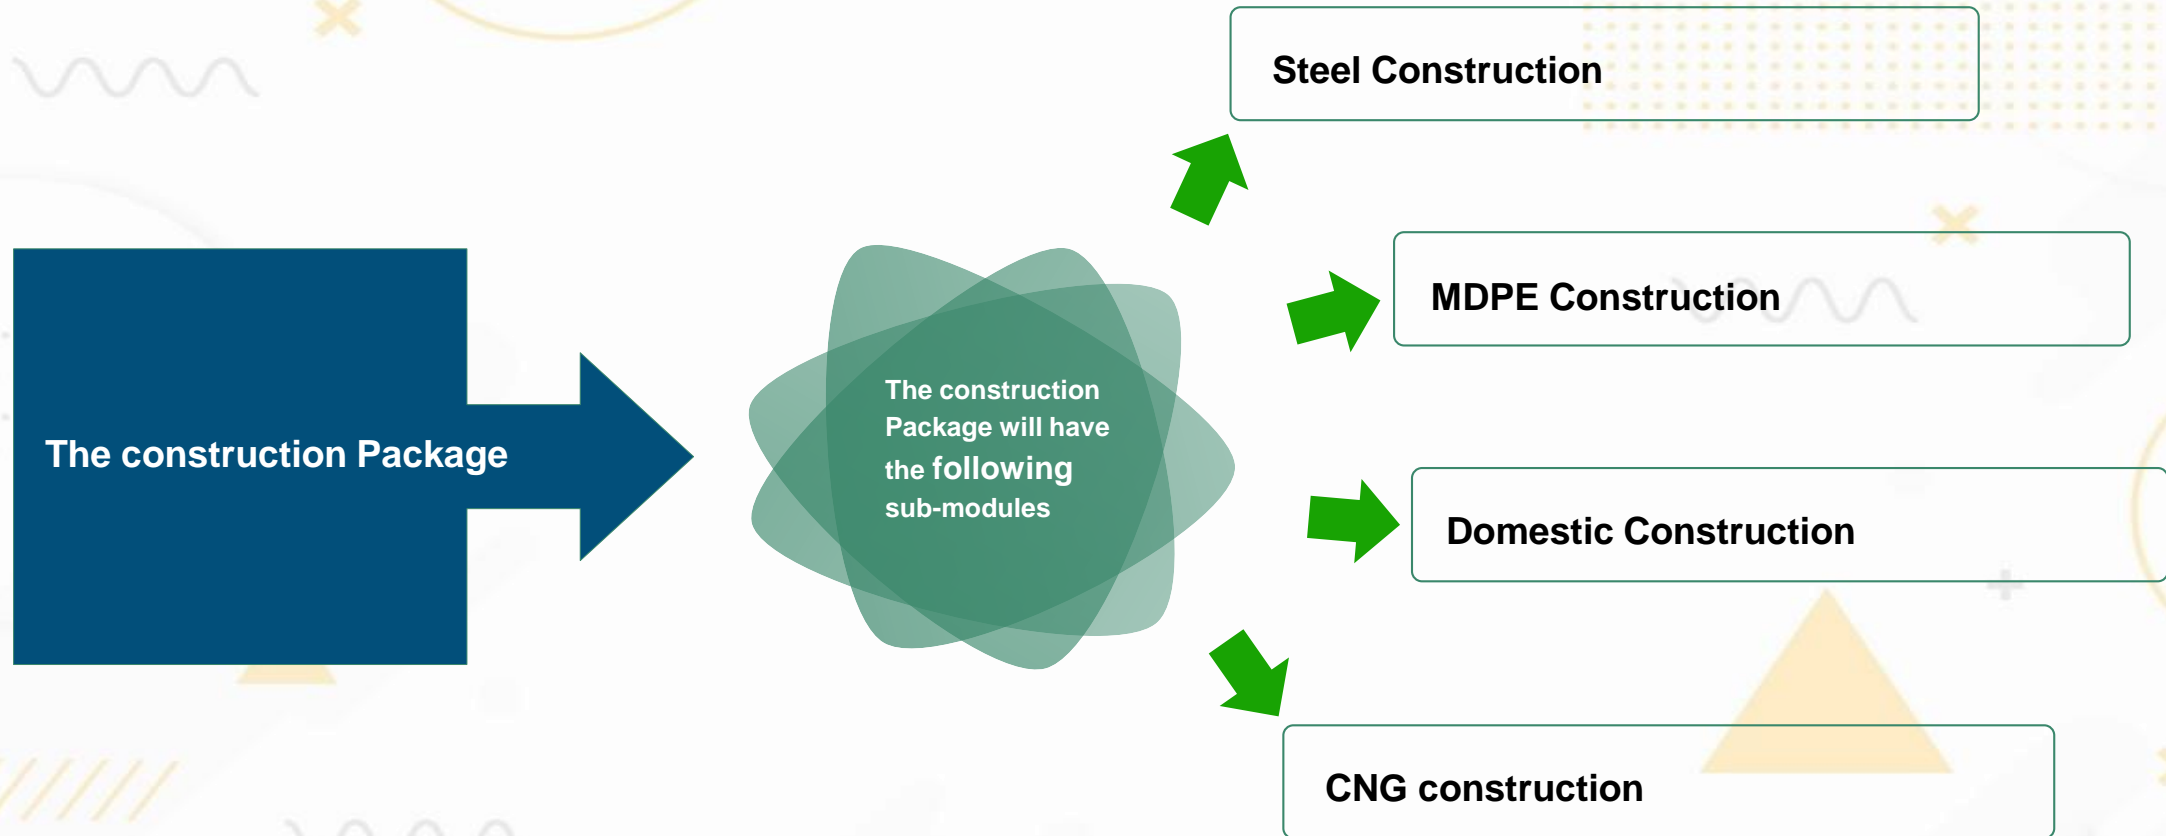 The construction Package
The construction
Package will have
the following
sub-modules
Steel Construction
MDPE Construction
Domestic Construction
CNG construction